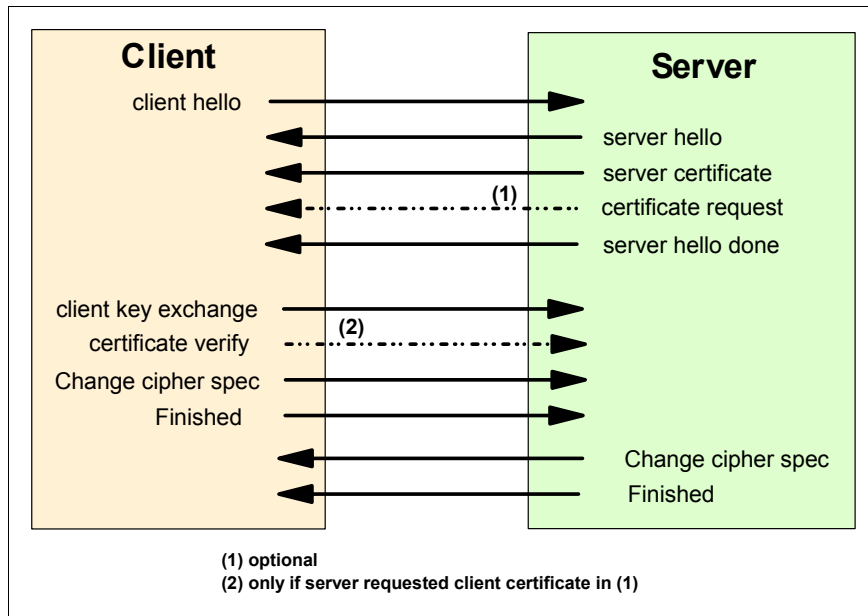 Client
Server
client hello
server hello
server certificate
(1)
certificate request
server hello done
client key exchange
(2)
certificate verify
Change cipher spec
Finished
Change cipher spec
Finished
(1) optional
(2) only if server requested client certificate in (1)